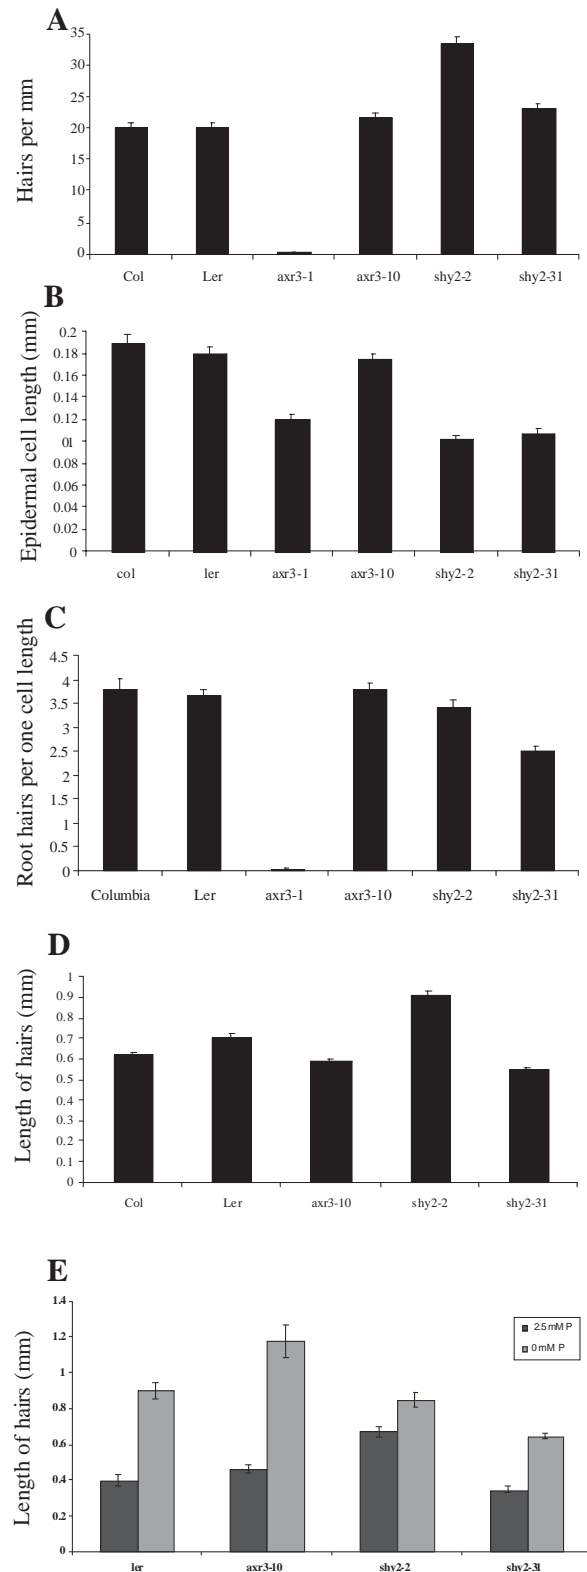 A
Hairs per mm
35
30
25
20
15
10
5
0
Col Ler axr3-1 axr3-10 shy2-2 shy2-31
B
Epidermal cell length (mm)
0.2
0.18
0.16
0.14
0.12
0.1
0.08
0.06
0.04
0.02
0
col ler axr3-1 axr3-10 shy2-2 shy2-31
C
Root hairs per one cell length
4.5
4
3.5
3
2.5
2
1.5
1
0.5
0
Columbia Ler axr3-1 axr3-10 shy2-2 shy2-31
D
Length of hairs (mm)
1
0.9
0.8
0.7
0.6
0.5
0.4
0.3
0.2
0.1
0
Col Ler axr3-10 shy2-2 shy2-31
E
Length of hairs (mm)
1.4
1.2
1
0.8
0.6
0.4
0.2
0
2.5mM P
0mM P
ler axr3-10 shy2-2 shy2-31